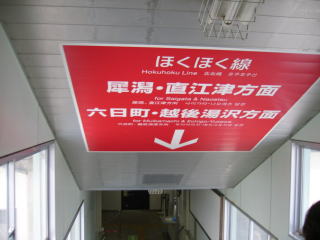 ほくほく線
Hokuhoku Line
犀潟・直江津方面
for Saigata & Naoetsu
六日町・越後湯沢方面
for Muikamachi & Echigo-Yuzawa